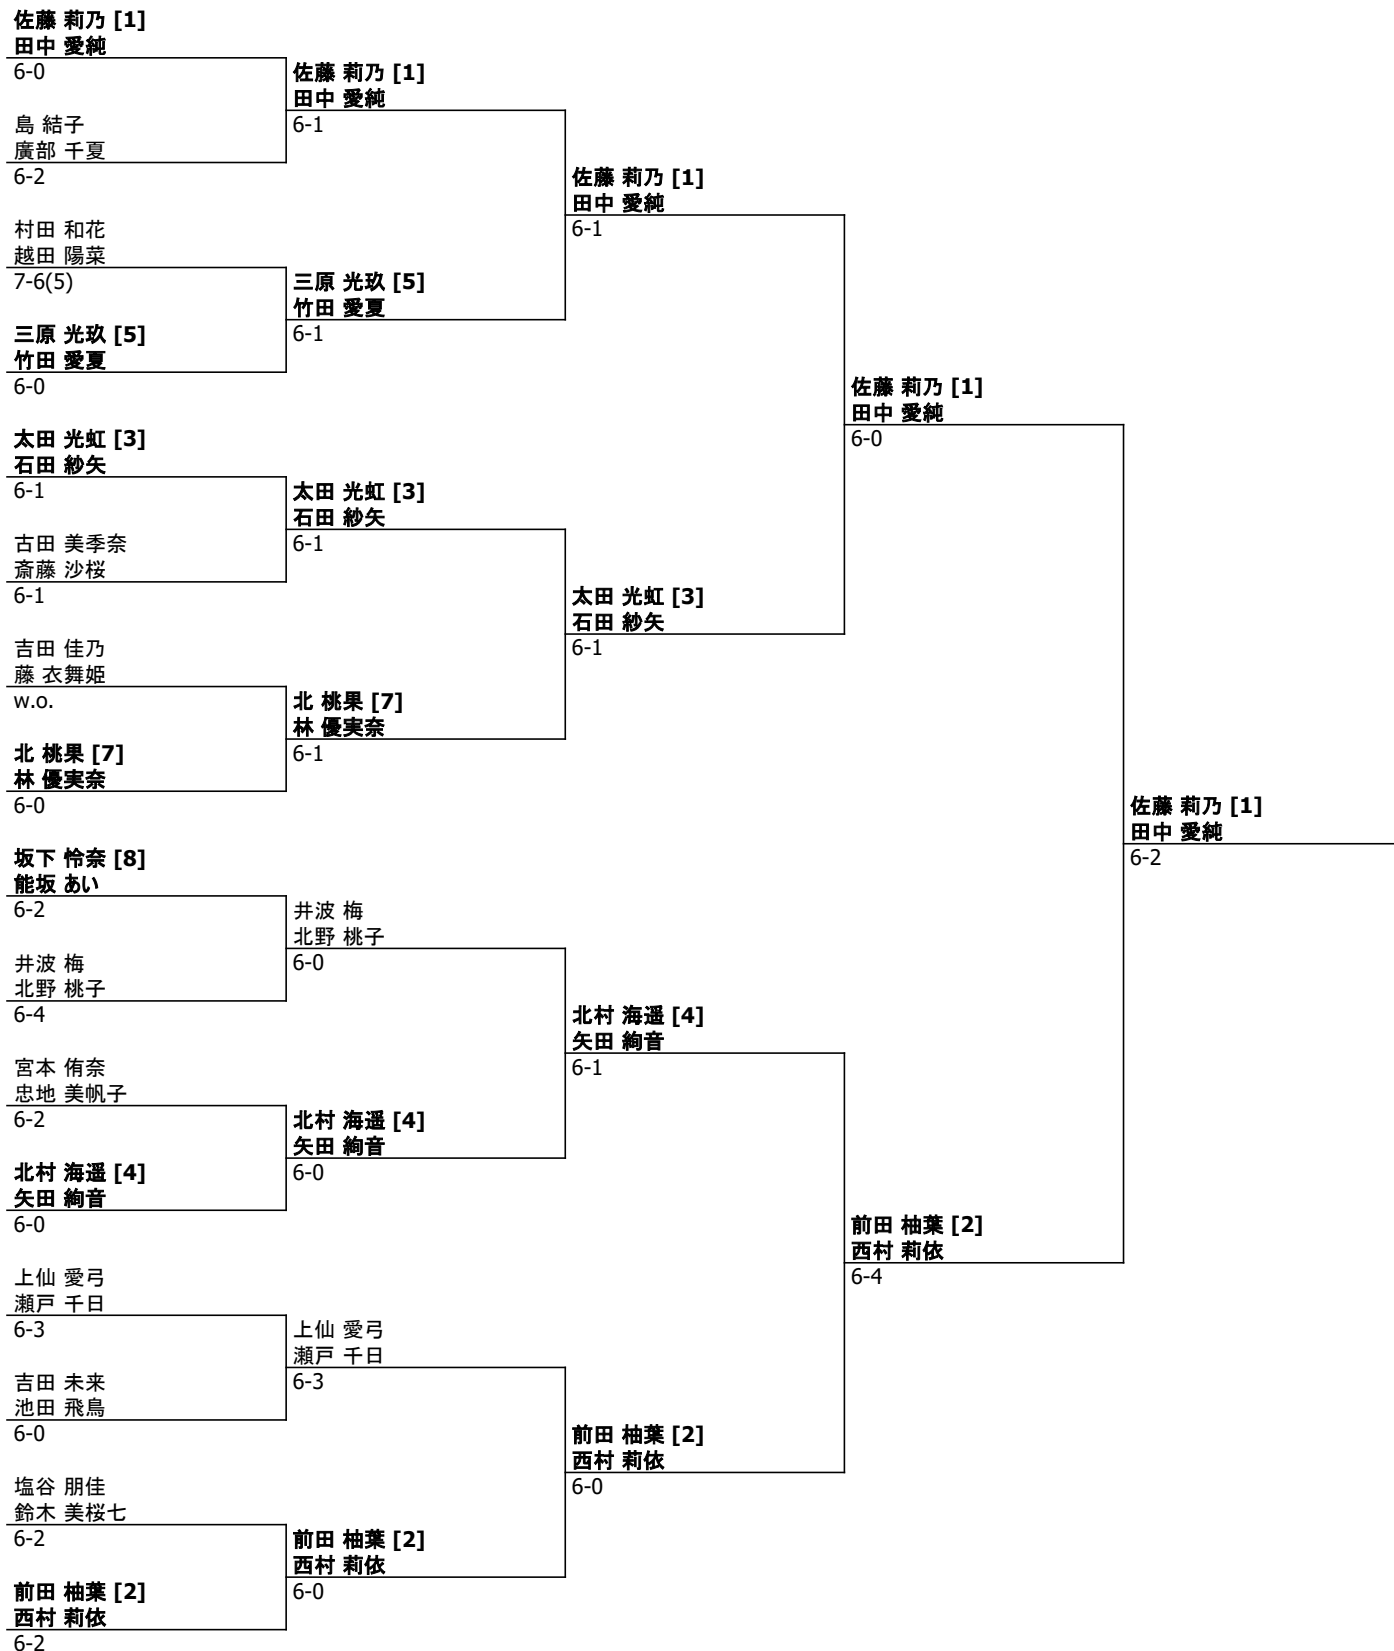 佐藤 莉乃 [1]
田中 愛純
6-0
島 結子
廣部 千夏
6-2
村田 和花
越田 陽菜
7-6(5)
三原 光玖 [5]
竹田 愛夏
6-0
太田 光虹 [3]
石田 紗矢
6-1
古田 美季奈
斎藤 沙桜
6-1
吉田 佳乃
藤 衣舞姫
w.o.
北 桃果 [7]
林 優実奈
6-0
坂下 怜奈 [8]
能坂 あい
6-2
井波 梅
北野 桃子
6-4
宮本 侑奈
忠地 美帆子
6-2
北村 海遥 [4]
矢田 絢音
6-0
上仙 愛弓
瀬戸 千日
6-3
吉田 未来
池田 飛鳥
6-0
塩谷 朋佳
鈴木 美桜七
6-2
前田 柚葉 [2]
西村 莉依
6-2
佐藤 莉乃 [1]
田中 愛純
6-1
三原 光玖 [5]
竹田 愛夏
6-1
太田 光虹 [3]
石田 紗矢
6-1
北 桃果 [7]
林 優実奈
6-1
井波 梅
北野 桃子
6-0
北村 海遥 [4]
矢田 絢音
6-0
上仙 愛弓
瀬戸 千日
6-3
前田 柚葉 [2]
西村 莉依
6-0
佐藤 莉乃 [1]
田中 愛純
6-1
太田 光虹 [3]
石田 紗矢
6-1
北村 海遥 [4]
矢田 絢音
6-1
前田 柚葉 [2]
西村 莉依
6-0
佐藤 莉乃 [1]
田中 愛純
6-0
前田 柚葉 [2]
西村 莉依
6-4
佐藤 莉乃 [1]
田中 愛純
6-2